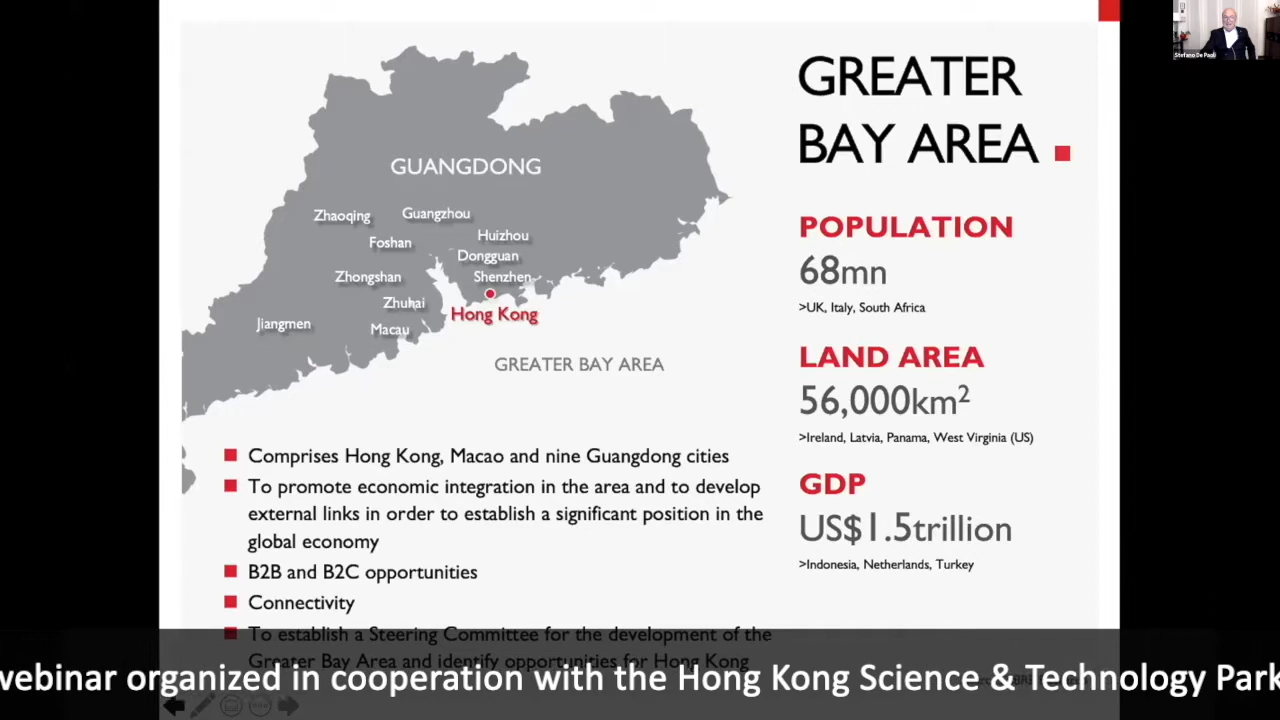 Stefano De Paoli
GREATER
BAY AREA
GUANGDONG
Zhaoqing
Guangzhou
Foshan
Huizhou
Dongguan
Zhongshan
Shenzhen
Zhuhai
Hong Kong
Jiangmen
Macau
GREATER BAY AREA
POPULATION
68mn
>UK, Italy, South Africa
LAND AREA
56,000km²
>Ireland, Latvia, Panama, West Virginia (US)
GDP
US$1.5trillion
>Indonesia, Netherlands, Turkey
Comprises Hong Kong, Macao and nine Guangdong cities
To promote economic integration in the area and to develop
external links in order to establish a significant position in the
global economy
B2B and B2C opportunities
Connectivity
To establish a Steering Committee for the development of the
Greater Bay Area and identify opportunities for Hong Kong
webinar organized in cooperation with the Hong Kong Science & Technology Park